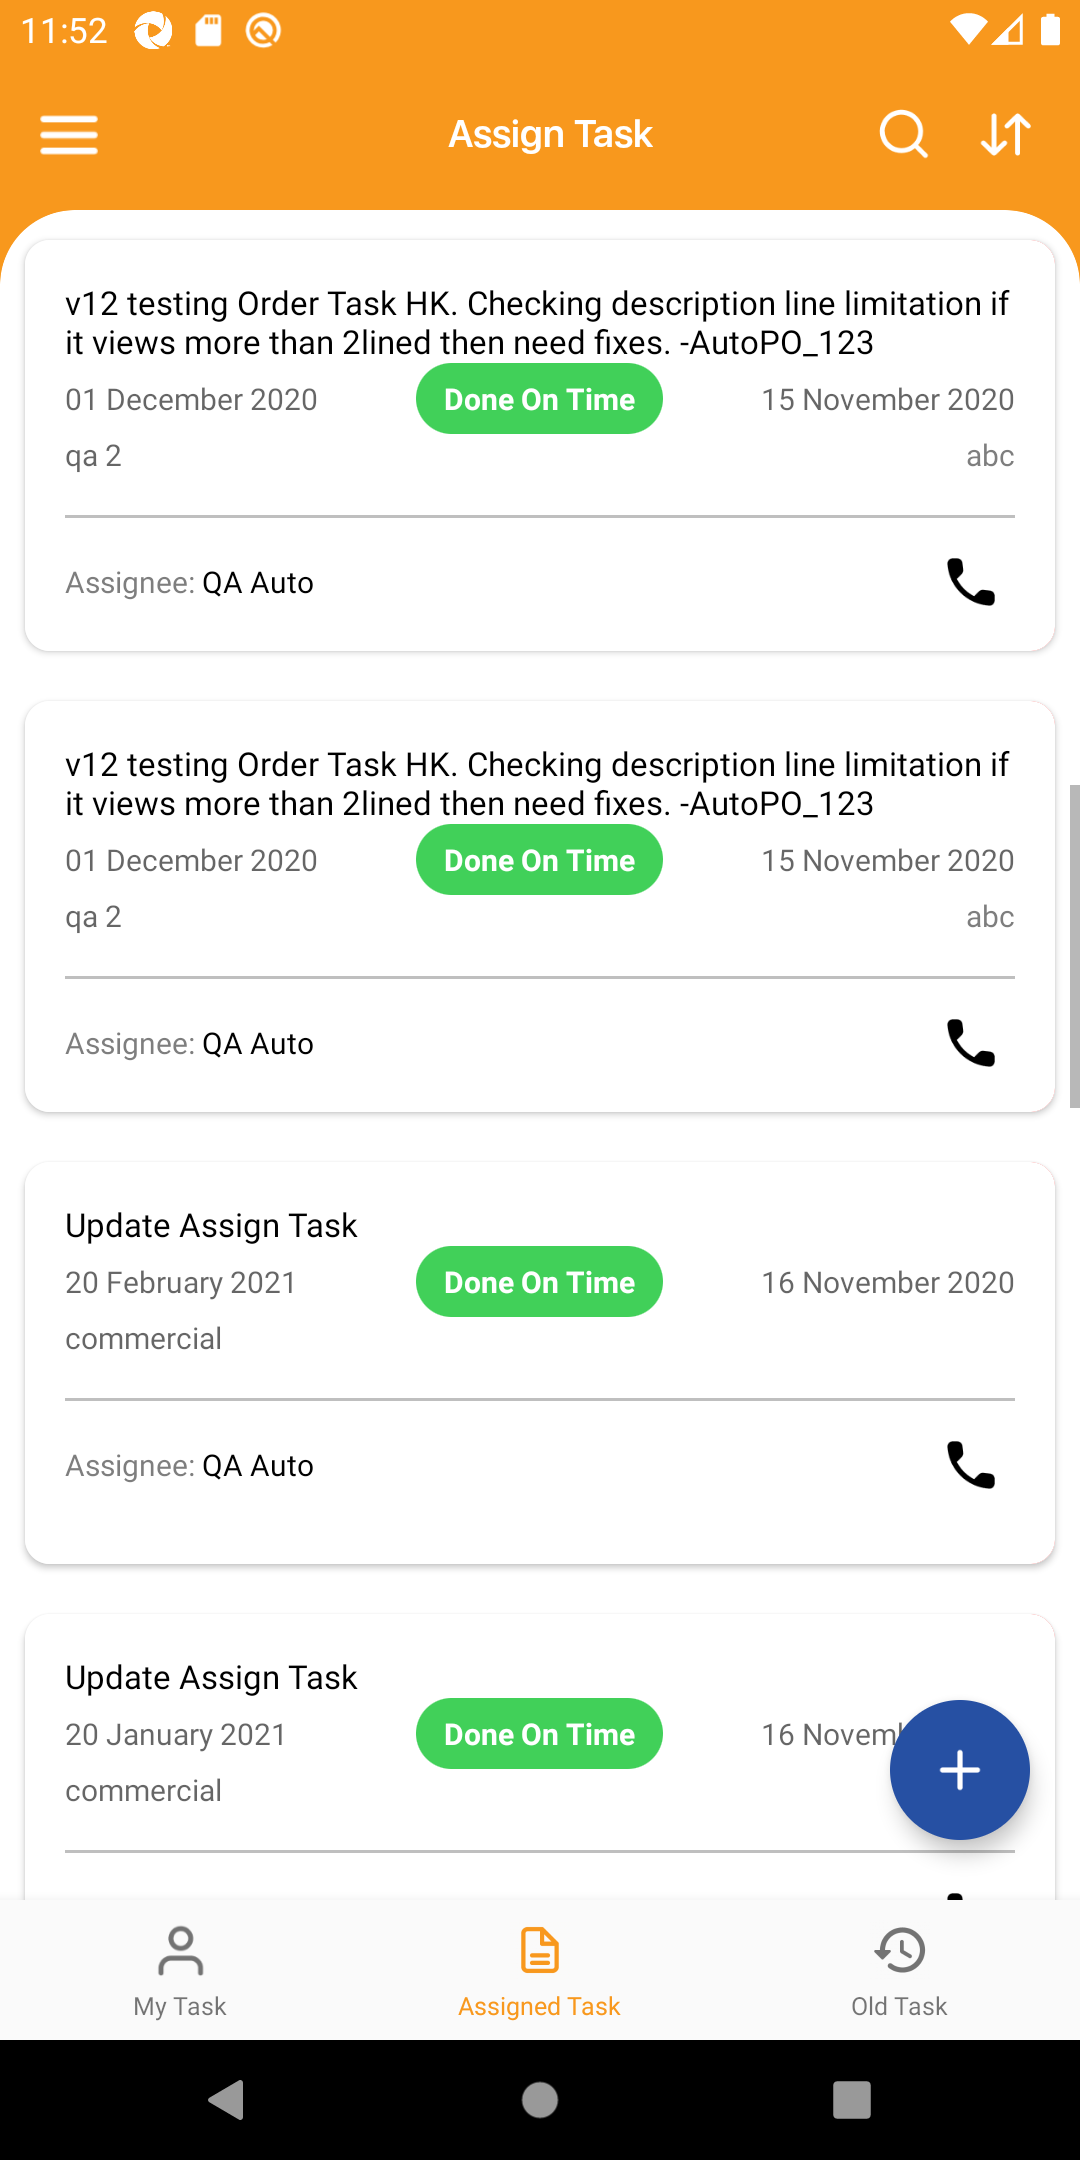 11:52
Assign Task
v12 testing Order Task HK. Checking description line limitation if
it views more than 2lined then need fixes. -AutoPO_123
01 December 2020 Done On Time 15 November 2020
qa 2 abc
Assignee: QA Auto
v12 testing Order Task HK. Checking description line limitation if
it views more than 2lined then need fixes. -AutoPO_123
01 December 2020 Done On Time 15 November 2020
qa 2 abc
Assignee: QA Auto
Update Assign Task
20 February 2021 Done On Time 16 November 2020
commercial
Assignee: QA Auto
Update Assign Task
20 January 2021 Done On Time 16
commercial
My Task Assigned Task Old Task